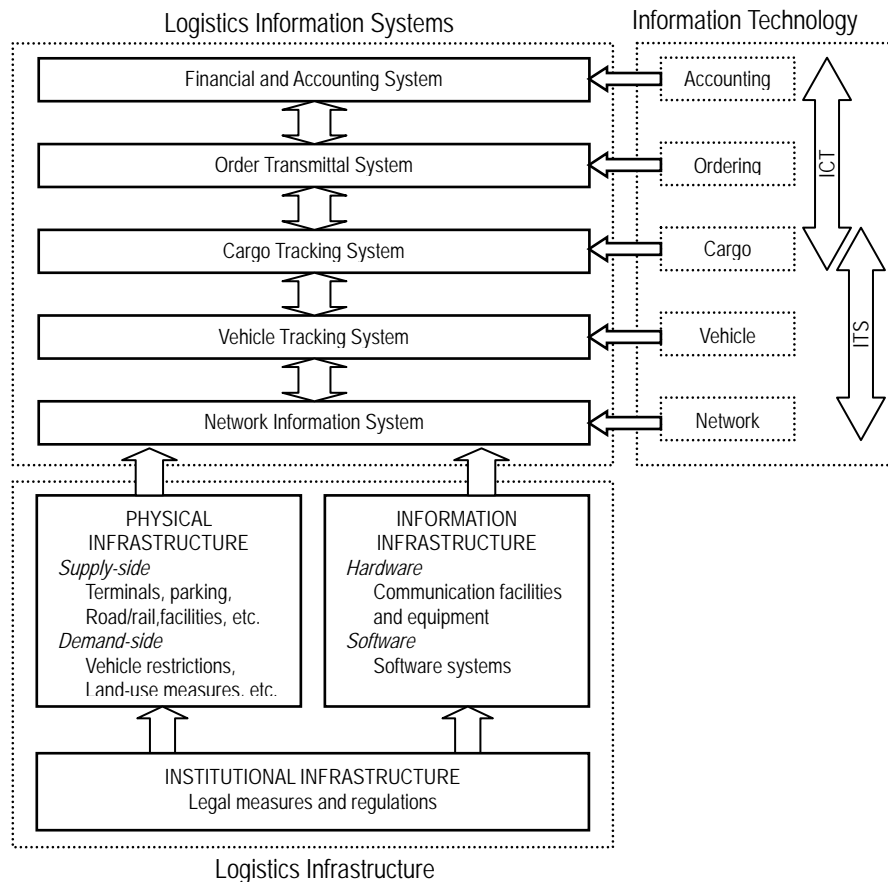 Logistics Information Systems
Information Technology
Financial and Accounting System
Accounting
Order Transmittal System
Ordering
Cargo Tracking System
Cargo
Vehicle Tracking System
Vehicle
Network Information System
Network
ICT
ITS
PHYSICAL
INFRASTRUCTURE
Supply-side
Terminals, parking,
Road/rail,facilities, etc.
Demand-side
Vehicle restrictions,
Land-use measures, etc.
INFORMATION
INFRASTRUCTURE
Hardware
Communication facilities
and equipment
Software
Software systems
INSTITUTIONAL INFRASTRUCTURE
Legal measures and regulations
Logistics Infrastructure